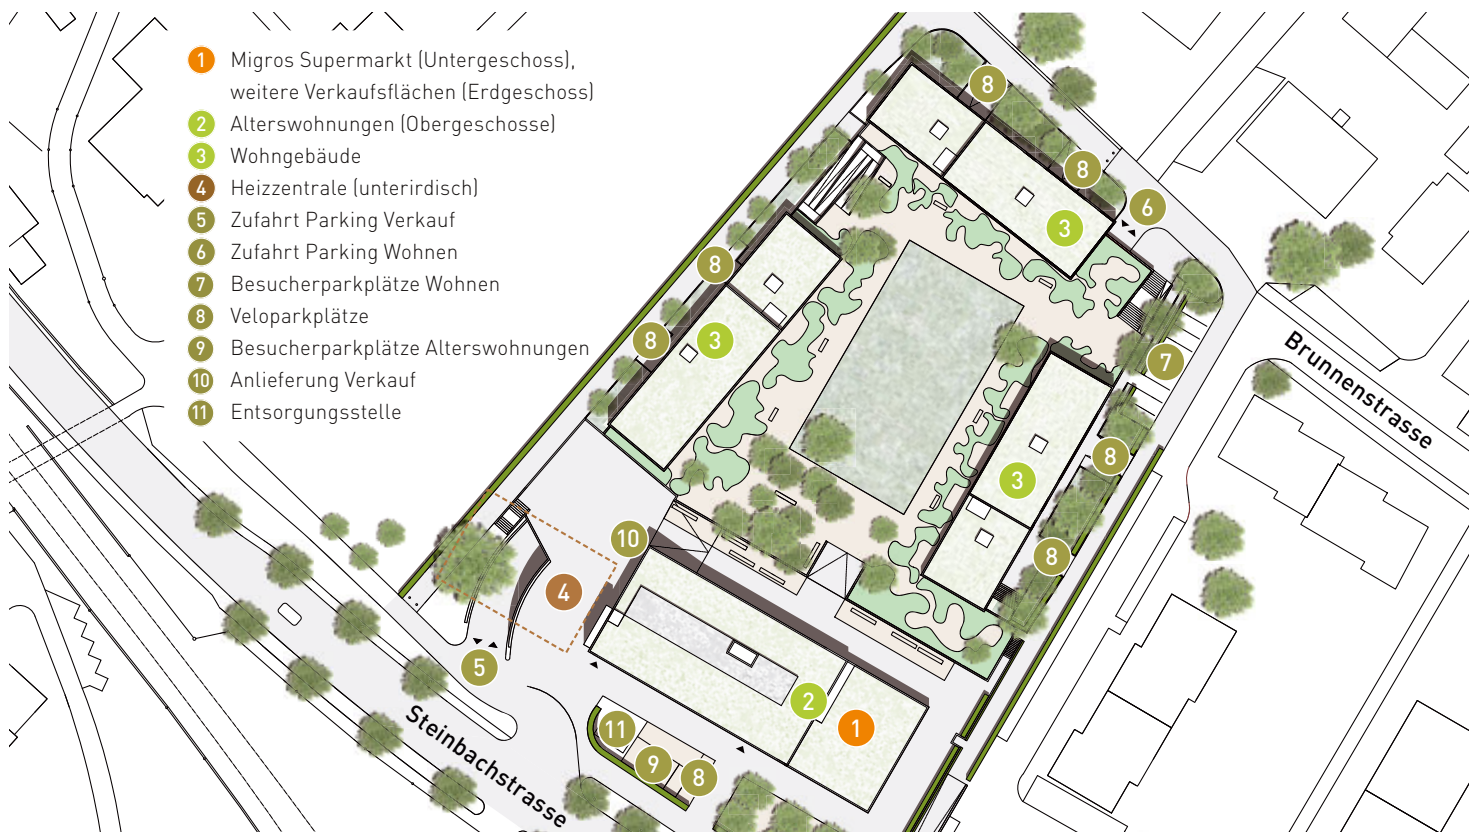 1 Migros Supermarkt (Untergeschoss),
weitere Verkaufsflächen (Erdgeschoss)
2 Alterswohnungen (Obergeschosse)
3 Wohngebäude
4 Heizzentrale (unterirdisch)
5 Zufahrt Parking Verkauf
6 Zufahrt Parking Wohnen
7 Besucherparkplätze Wohnen
8 Veloparkplätze
9 Besucherparkplätze Alterswohnungen
10 Anlieferung Verkauf
11 Entsorgungsstelle
8
8
6
3
8
3
8
7
Brunnenstrasse
8
3
10
8
4
5
2
1
Steinbachstrasse
11
9
8